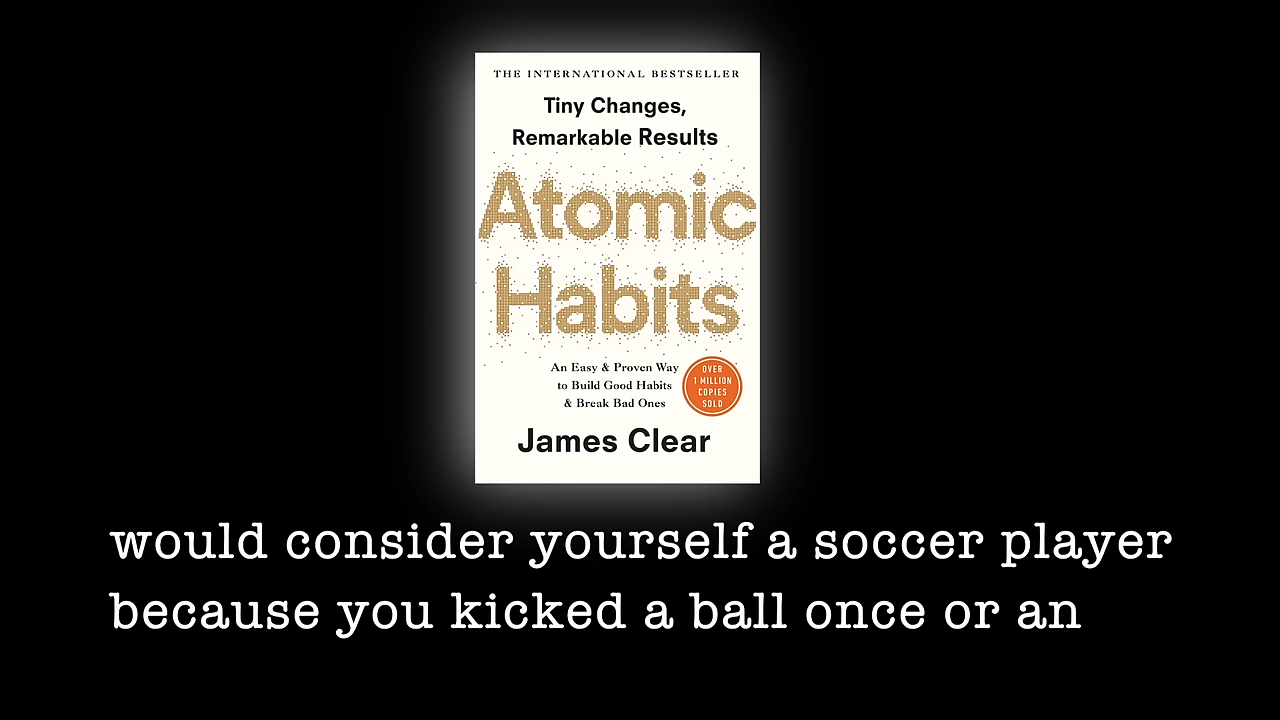 THE INTERNATIONAL BESTSELLER
Tiny Changes,
Remarkable Results
Atomic
Habits
An Easy & Proven Way
to Build Good Habits
& Break Bad Ones
OVER
1 MILLION
COPIES
SOLD
James Clear
would consider yourself a soccer player
because you kicked a ball once or an